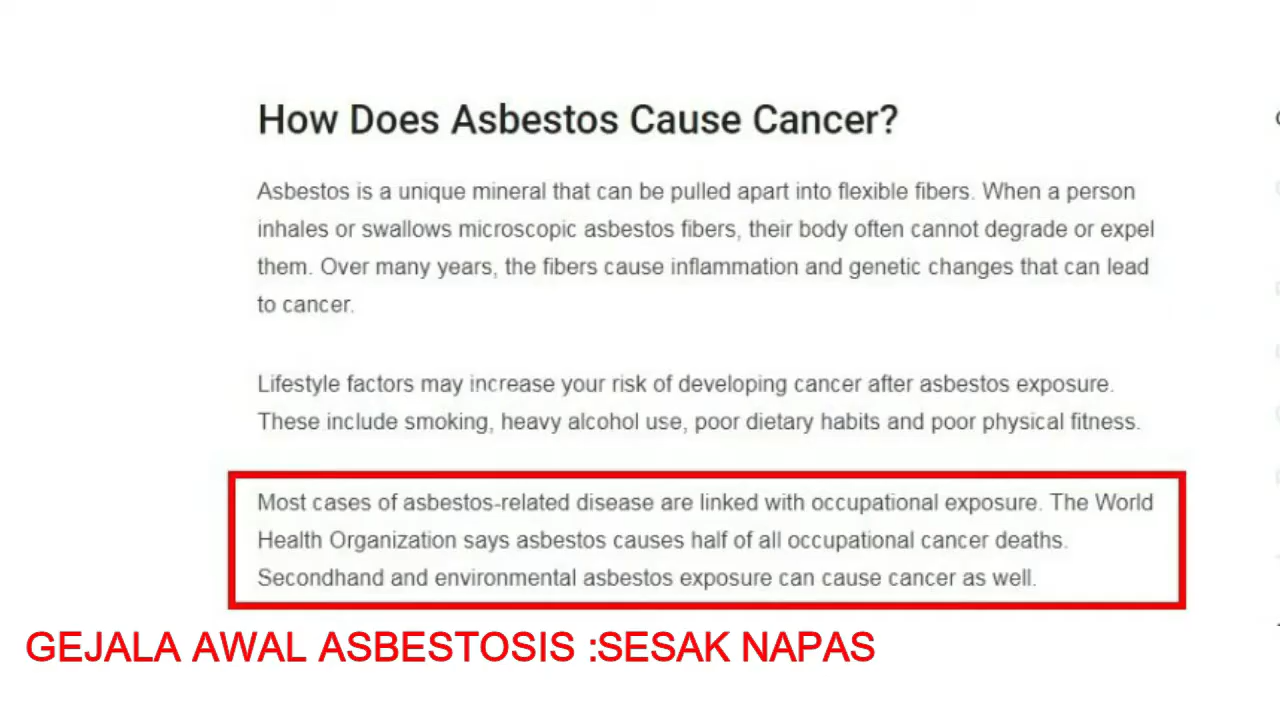 How Does Asbestos Cause Cancer?
Asbestos is a unique mineral that can be pulled apart into flexible fibers. When a person
inhales or swallows microscopic asbestos fibers, their body often cannot degrade or expel
them. Over many years, the fibers cause inflammation and genetic changes that can lead
to cancer.
Lifestyle factors may increase your risk of developing cancer after asbestos exposure.
These include smoking, heavy alcohol use, poor dietary habits and poor physical fitness.
Most cases of asbestos-related disease are linked with occupational exposure. The World
Health Organization says asbestos causes half of all occupational cancer deaths.
Secondhand and environmental asbestos exposure can cause cancer as well.
GEJALA AWAL ASBESTOSIS :SESAK NAPAS